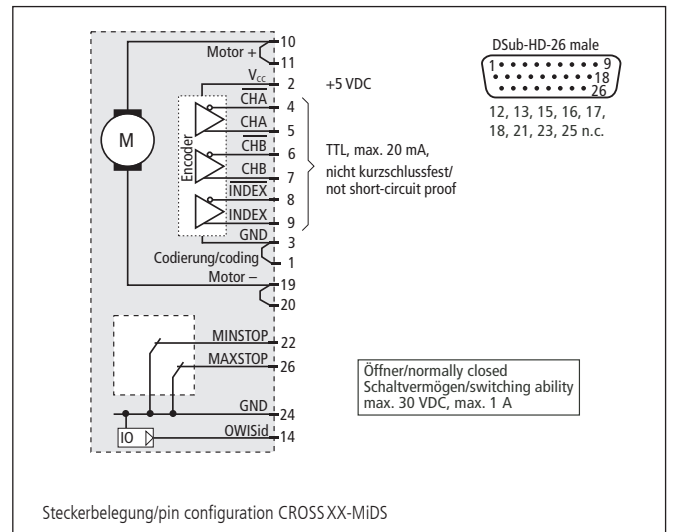 Motor + 10
11
V_CC 2 +5 VDC
C̅H̅A̅ 4
CHA 5
C̅H̅B̅ 6
CHB 7
I̅N̅D̅E̅X̅ 8
INDEX 9
GND 3
Codierung/coding 1
Motor – 19
20
M
Encoder
TTL, max. 20 mA,
nicht kurzschlussfest/
not short-circuit proof
DSub-HD-26 male
1 9
18
26
12, 13, 15, 16, 17,
18, 21, 23, 25 n.c.
MINSTOP 22
MAXSTOP 26
GND 24
IO OWISid 14
Öffner/normally closed
Schaltvermögen/switching ability
max. 30 VDC, max. 1 A
Steckerbelegung/pin configuration CROSS XX-MiDS